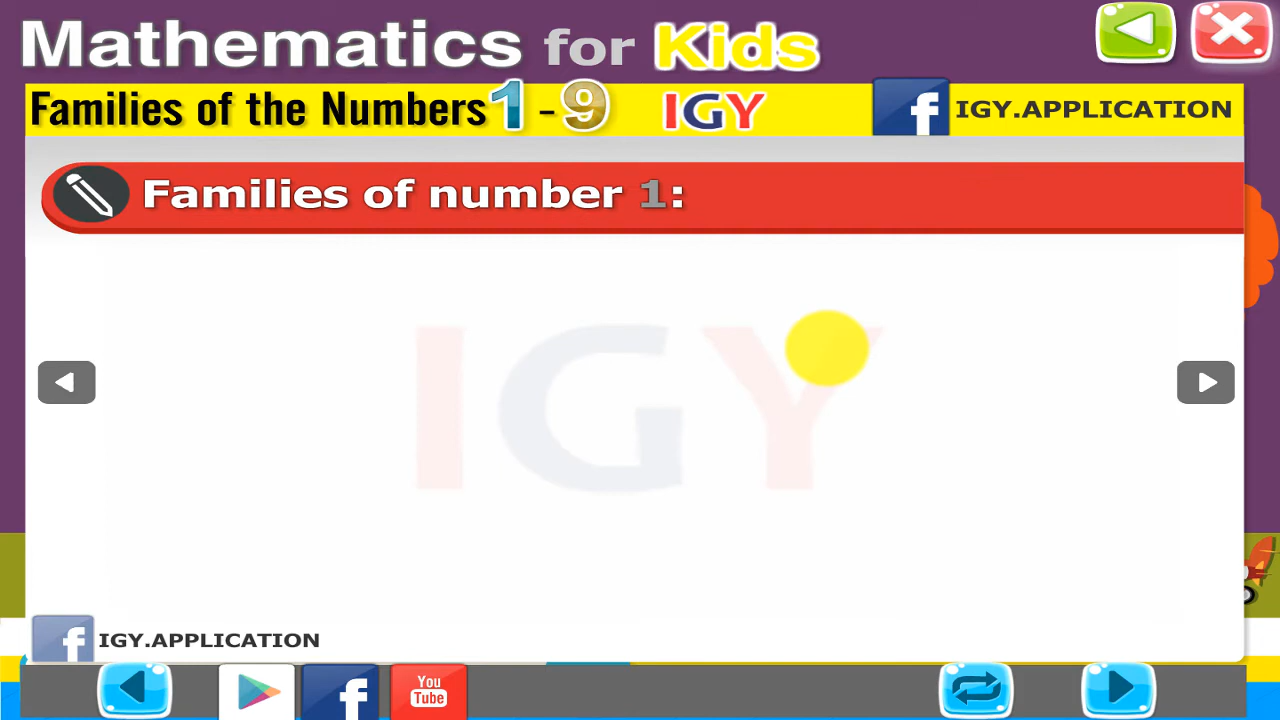 Mathematics for Kids
Families of the Numbers 1 - 9 IGY f IGY.APPLICATION
Families of number 1:
IGY
f IGY.APPLICATION
f You Tube